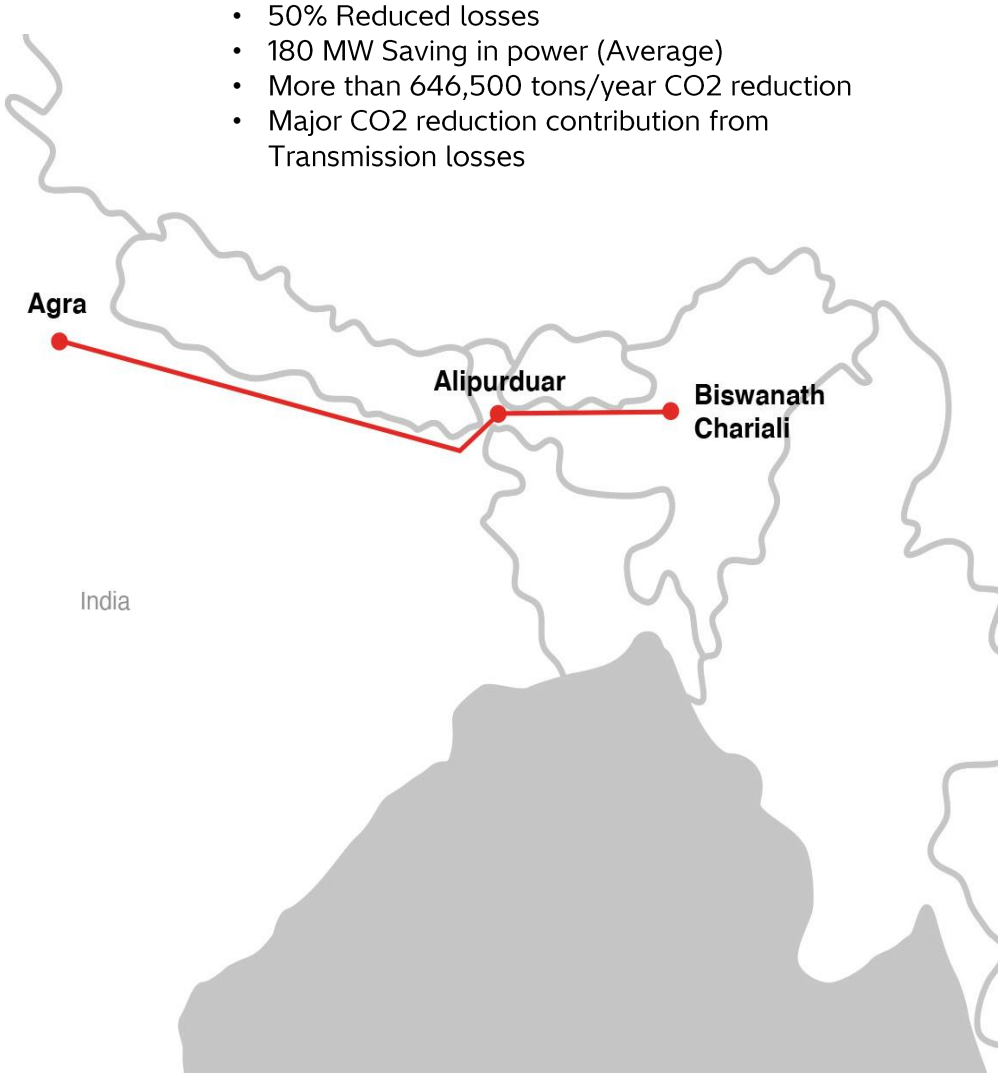 • 50% Reduced losses
• 180 MW Saving in power (Average)
• More than 646,500 tons/year CO2 reduction
• Major CO2 reduction contribution from
Transmission losses
Agra
Alipurduar
Biswanath
Chariali
India